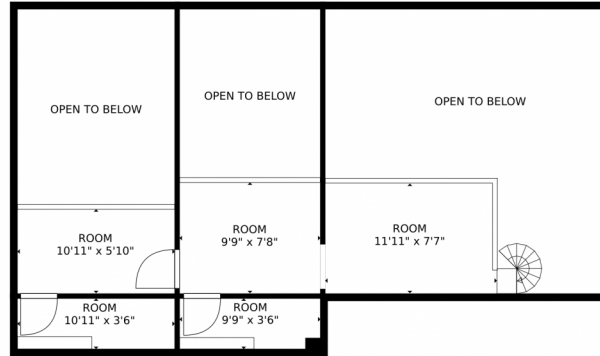 OPEN TO BELOW
OPEN TO BELOW
OPEN TO BELOW
ROOM
10'11" x 5'10"
ROOM
9'9" x 7'8"
ROOM
11'11" x 7'7"
ROOM
10'11" x 3'6"
ROOM
9'9" x 3'6"